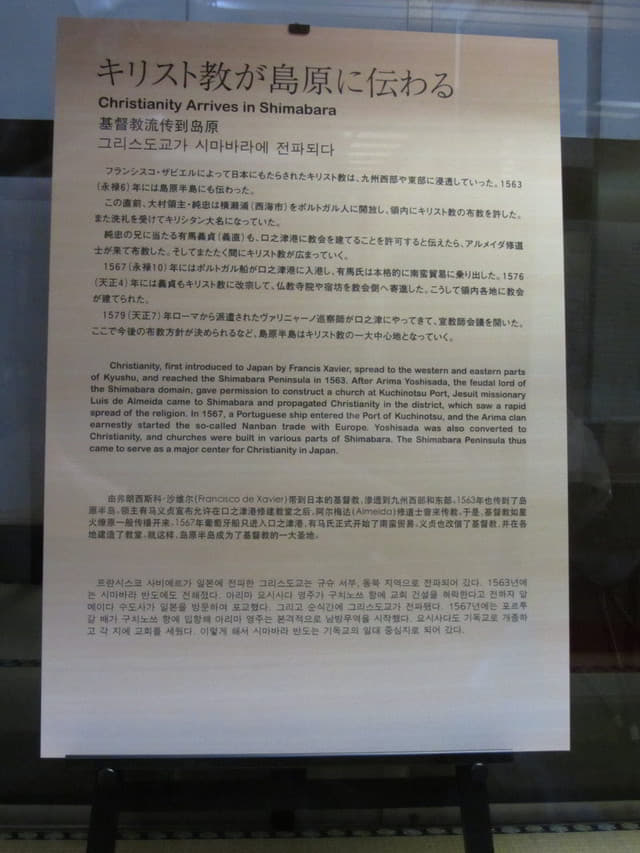 キリスト教が島原に伝わる
Christianity Arrives in Shimabara
基督教流传到岛原
그리스도교가 시마바라에 전파되다
フランシスコ・ザビエルによって日本にもたらされたキリスト教は、九州西部や東部に浸透していった。1563
（永禄6）年には島原半島にも伝わった。
この直前、大村領主・純忠は横瀬浦（西海市）をポルトガル人に開放し、領内にキリスト教の布教を許した。
また洗礼を受けてキリシタン大名になっていた。
純忠の兄に当たる有馬義貞（義直）も、口之津港に教会を建てることを許可すると伝えたら、アルメイダ修道
士が来て布教した。そしてまたたく間にキリスト教が広まっていく。
1567（永禄10）年にはポルトガル船が口之津港に入港し、有馬氏は本格的に南蛮貿易に乗り出した。1576
（天正4）年には義貞もキリスト教に改宗して、仏教寺院や宿坊を教会側へ寄進した。こうして領内各地に教会
が建てられた。
1579（天正7）年ローマから派遣されたヴァリニャーノ巡察師が口之津にやってきて、宣教師会議を開いた。
ここで今後の布教方針が決められるなど、島原半島はキリスト教の一大中心地となっていく。
Christianity, first introduced to Japan by Francis Xavier, spread to the western and eastern parts
of Kyushu, and reached the Shimabara Peninsula in 1563. After Arima Yoshisada, the feudal lord of
the Shimabara domain, gave permission to construct a church at Kuchinotsu Port, Jesuit missionary
Luis de Almeida came to Shimabara and propagated Christianity in the district, which saw a rapid
spread of the religion. In 1567, a Portuguese ship entered the Port of Kuchinotsu, and the Arima clan
earnestly started the so-called Nanban trade with Europe. Yoshisada was also converted to
Christianity, and churches were built in various parts of Shimabara. The Shimabara Peninsula thus
came to serve as a major center for Christianity in Japan.
由弗朗西斯科·沙维尔(Francisco de Xavier)带到日本的基督教，渗透到九州西部和东部。1563年也传到了岛
原半岛。领主有马义贞宣布允许在口之津港修建教堂之后，阿尔梅达(Almeida)修道士曾来传教。于是，基督教如星
火燎原一般传播开来。1567年葡萄牙船只进入口之津港，有马氏正式开始了南蛮贸易。义贞也改信了基督教，并在各
地建造了教堂。就这样，岛原半岛成为了基督教的一大圣地。
프란시스코 사비에르가 일본에 전파한 그리스도교는 규슈 서부, 동북 지역으로 전파되어 갔다. 1563년에
는 시마바라 반도에도 전해졌다. 아리마 요시사다 영주가 구치노쓰 항에 교회 건설을 허락한다고 전하자 알
메이다 수도사가 일본을 방문하여 포교했다. 그리고 순식간에 그리스도교가 전파됐다. 1567년에는 포르투
갈 배가 구치노쓰 항에 입항해 아리마 영주는 본격적으로 남방무역을 시작했다. 요시사다도 기독교로 개종하
고 각 지에 교회를 세웠다. 이렇게 해서 시마바라 반도는 기독교의 일대 중심지로 되어 갔다.